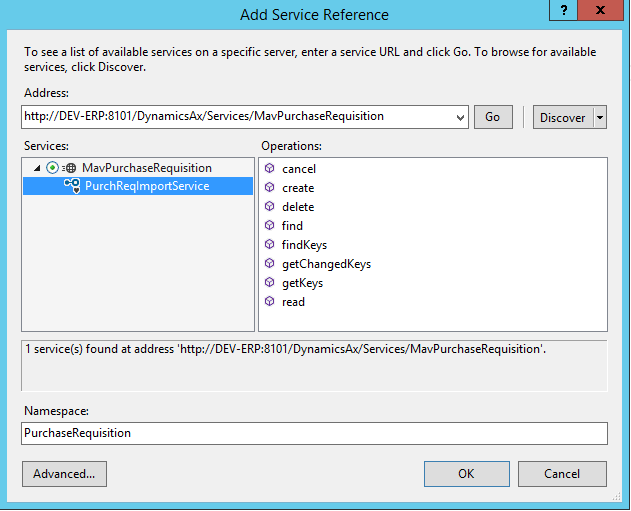 Add Service Reference
?
x
To see a list of available services on a specific server, enter a service URL and click Go. To browse for available
services, click Discover.
Address:
http://DEV-ERP:8101/DynamicsAx/Services/MavPurchaseRequisition
Go
Discover
Services:
Operations:
MavPurchaseRequisition
PurchReqImportService
cancel
create
delete
find
findKeys
getChangedKeys
getKeys
read
1 service(s) found at address 'http://DEV-ERP:8101/DynamicsAx/Services/MavPurchaseRequisition'.
Namespace:
PurchaseRequisition
Advanced...
OK
Cancel